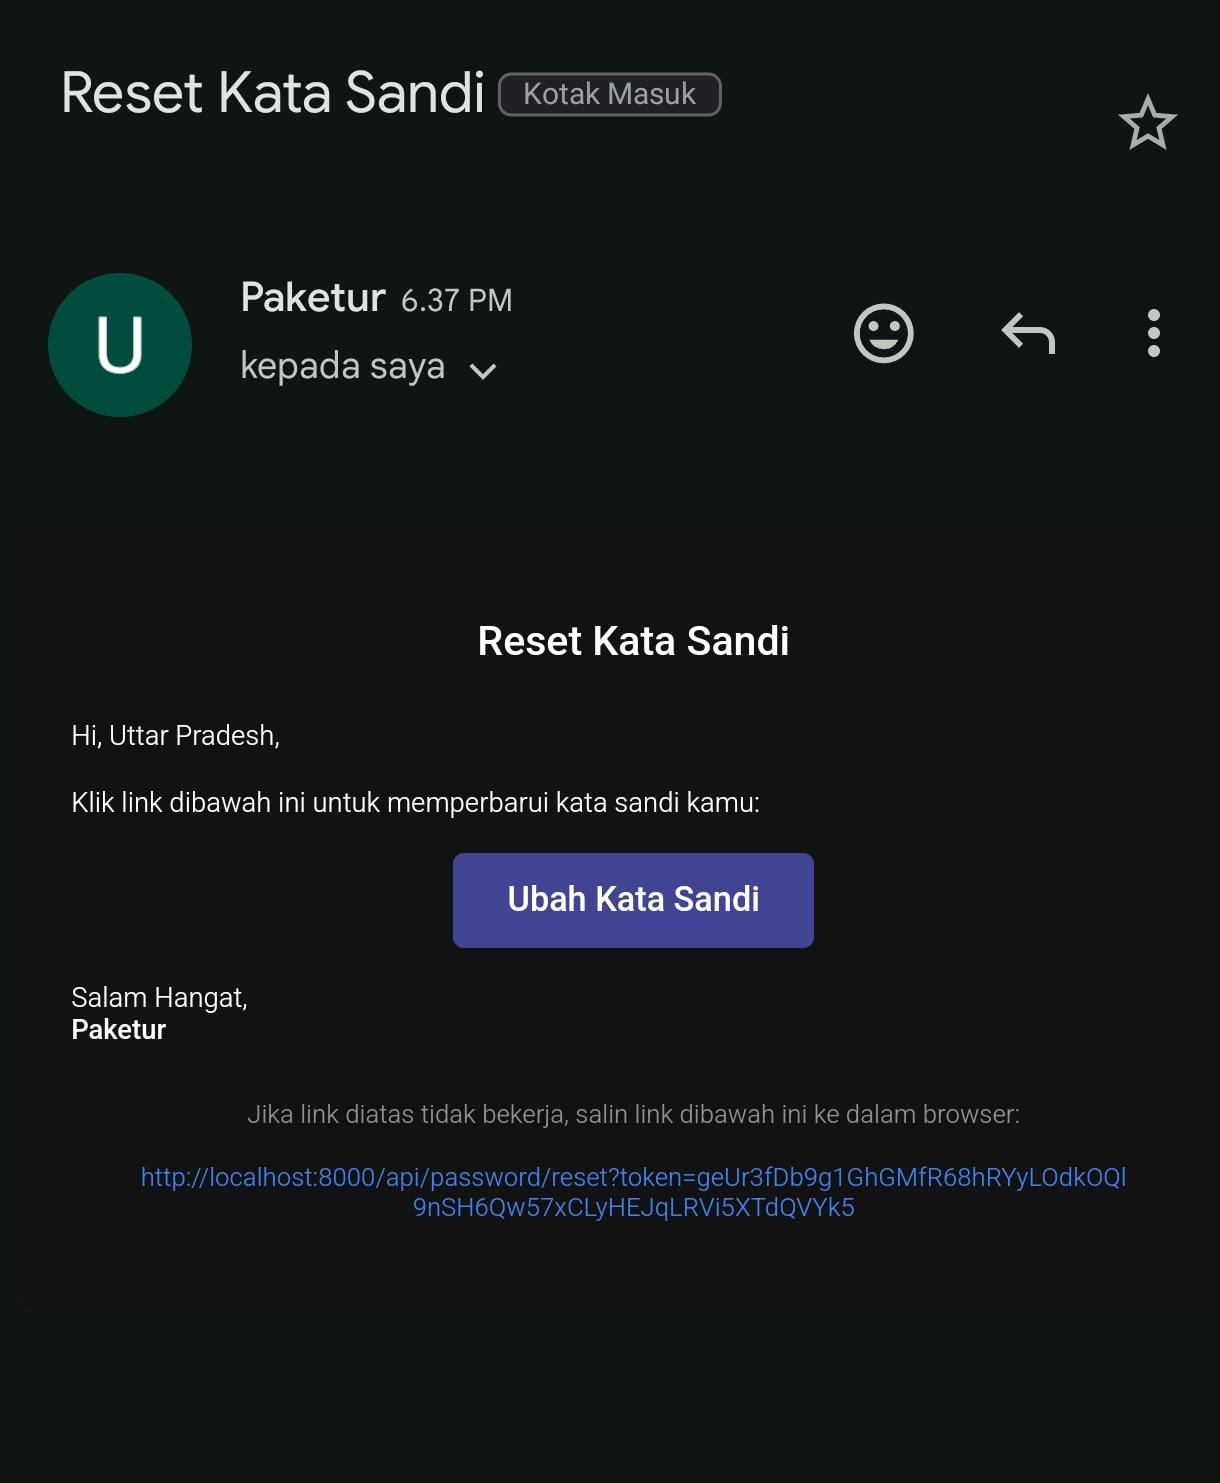 Reset Kata Sandi Kotak Masuk
U
Paketur 6.37 PM
kepada saya
Reset Kata Sandi
Hi, Uttar Pradesh,
Klik link dibawah ini untuk memperbarui kata sandi kamu:
Ubah Kata Sandi
Salam Hangat,
Paketur
Jika link diatas tidak bekerja, salin link dibawah ini ke dalam browser:
http://localhost:8000/api/password/reset?token=geUr3fDb9g1GhGMfR68hRYyLOdkOQl
9nSH6Qw57xCLyHEJqLRVi5XTdQVYk5